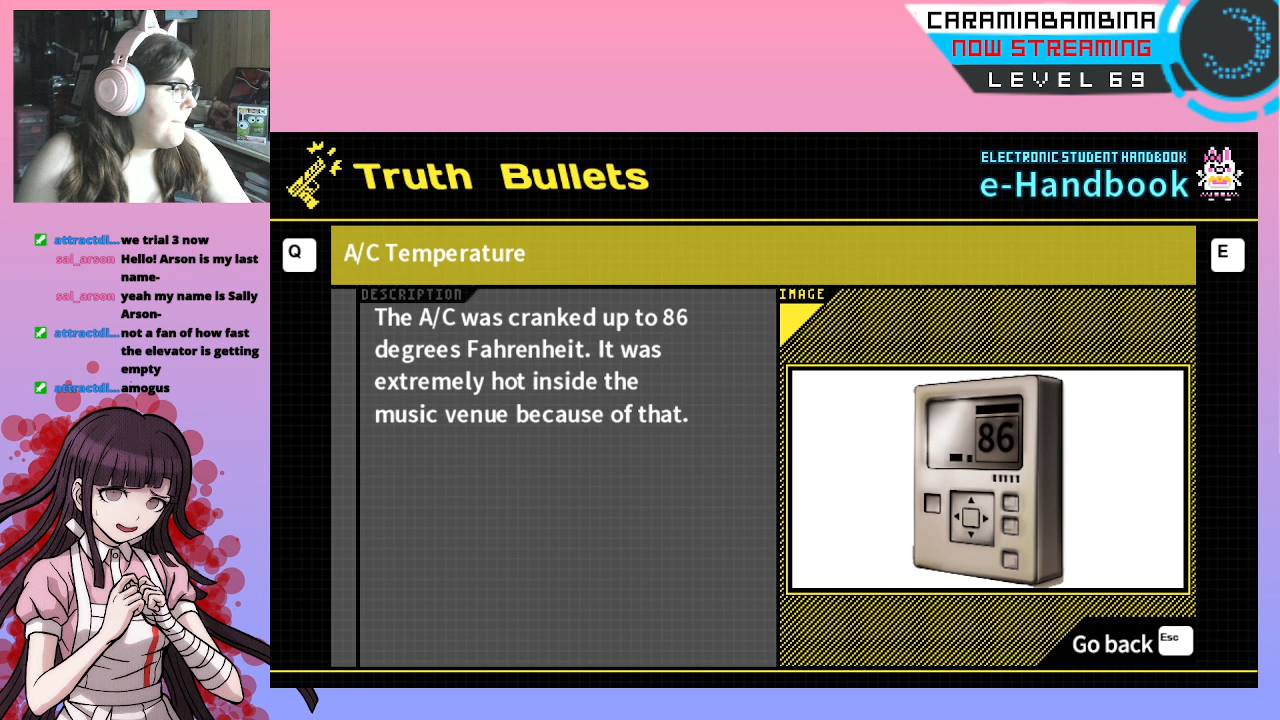 CARAMIABAMBINA
NOW STREAMING
LEVEL 69
Truth Bullets
ELECTRONIC STUDENT HANDBOOK
e-Handbook
Q
A/C Temperature
E
DESCRIPTION
The A/C was cranked up to 86
degrees Fahrenheit. It was
extremely hot inside the
music venue because of that.
IMAGE
86
Go back Esc
attractdi... we trial 3 now
sal_arson Hello! Arson is my last
name-
sal_arson yeah my name is Sally
Arson-
attractdi... not a fan of how fast
the elevator is getting
empty
attractdi... amogus